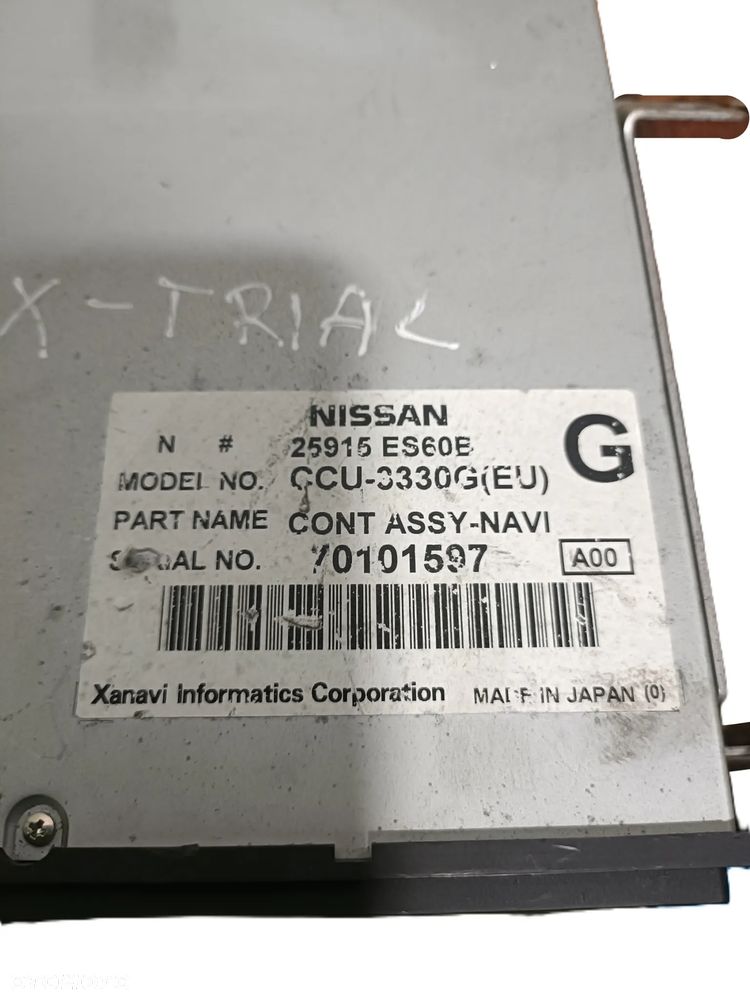 X-TRIAL
NISSAN
G
N # 25915 ES60B
MODEL NO. CCU-3330G(EU)
PART NAME CONT ASSY-NAVI
SERIAL NO. 70101597 A00
Xanavi Informatics Corporation MADE IN JAPAN (0)